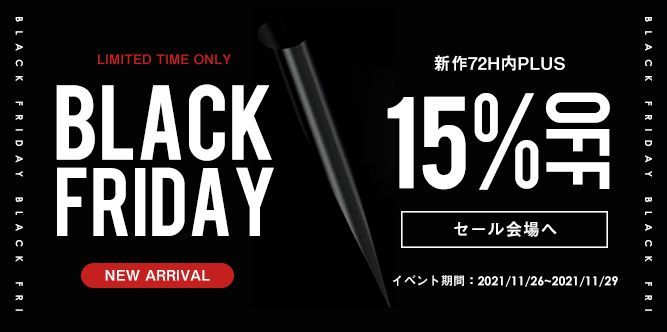 BLACK FRIDAY BLACK FRI
LIMITED TIME ONLY
BLACK
FRIDAY
NEW ARRIVAL
新作72H内PLUS
15%OFF
セール会場へ
イベント期間：2021/11/26~2021/11/29
BLACK FRIDAY BLACK FRI